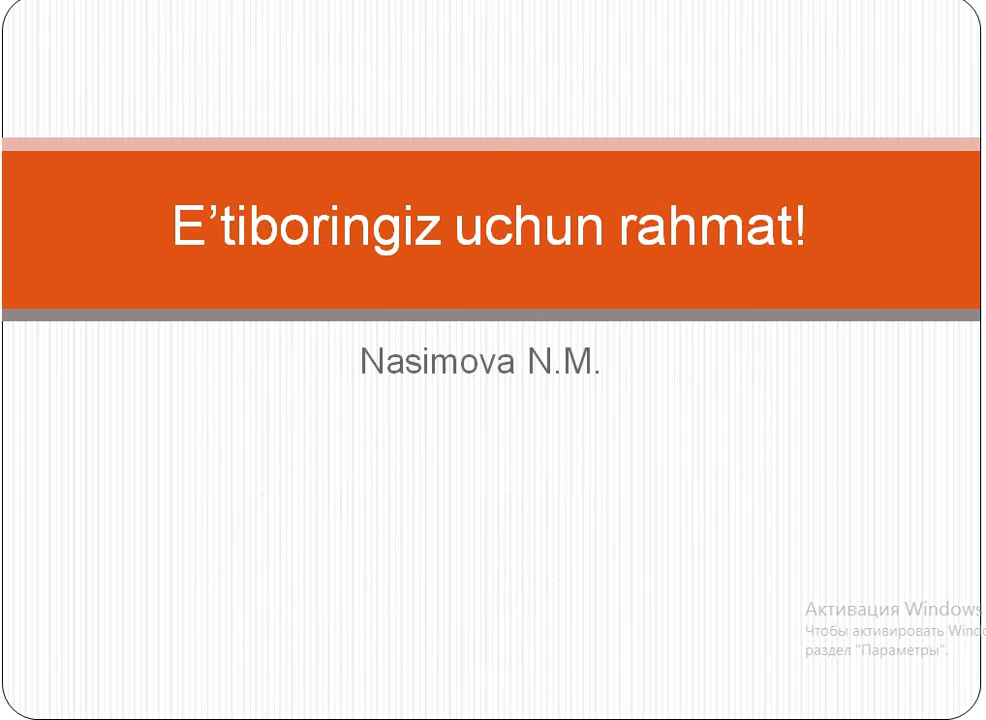 E’tiboringiz uchun rahmat!
Nasimova N.M.
Активация Windows
Чтобы активировать
раздел "Параметры".